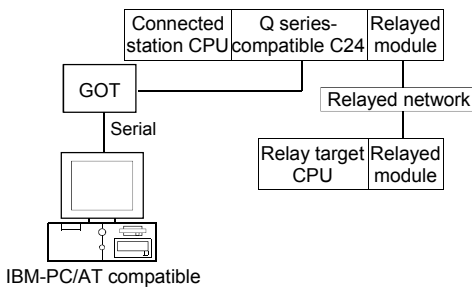 Connected
station CPU
Q series-
compatible C24
Relayed
module
GOT
Relayed network
Serial
Relay target
CPU
Relayed
module
IBM-PC/AT compatible